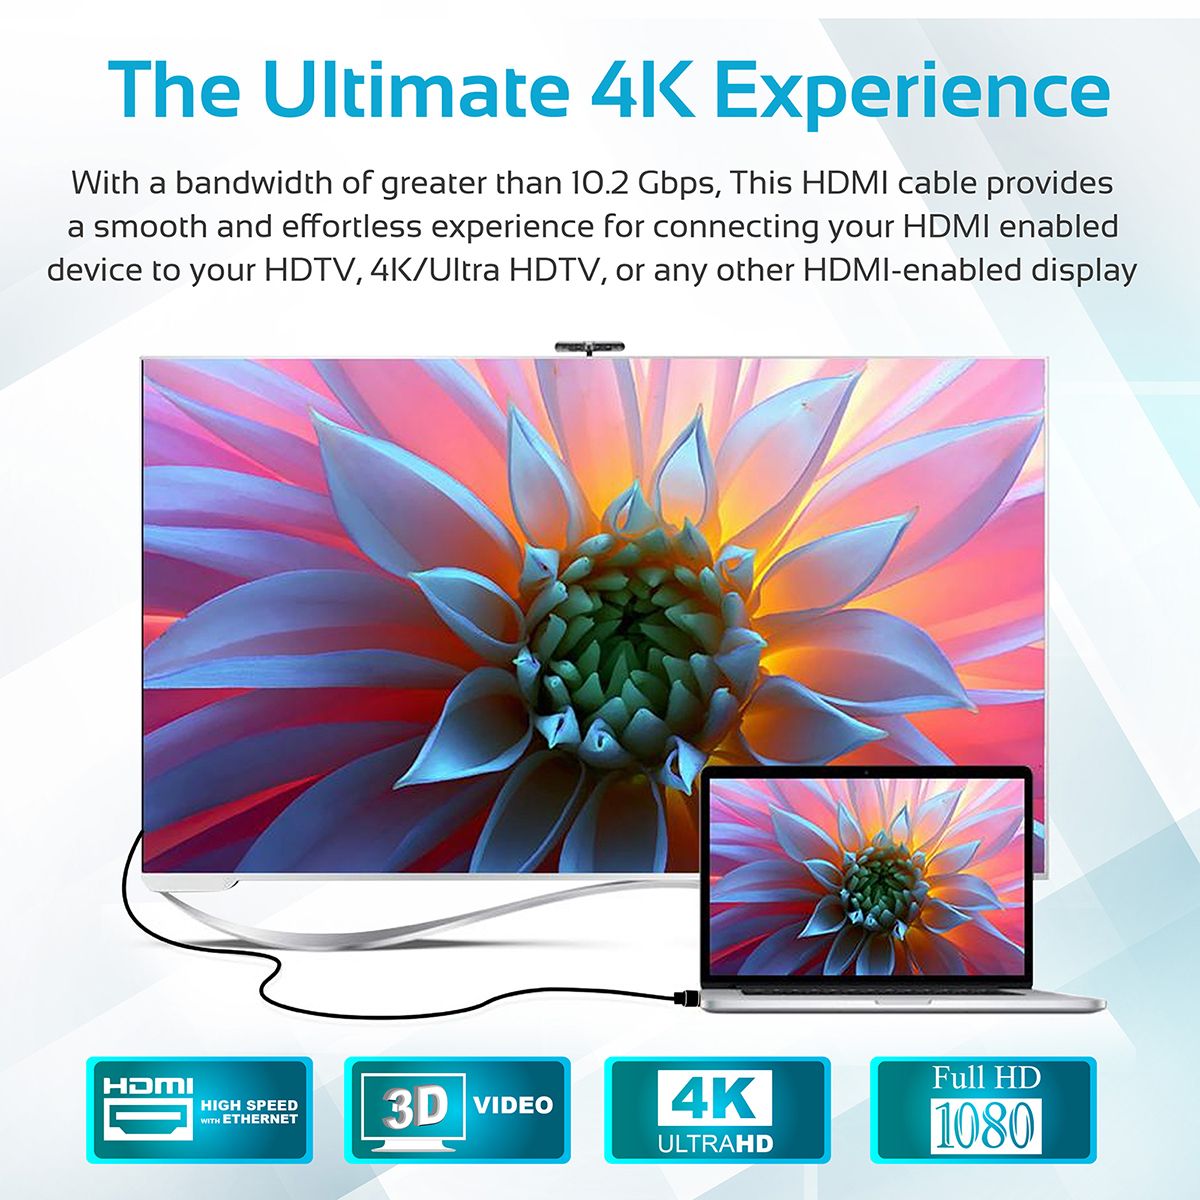 The Ultimate 4K Experience
With a bandwidth of greater than 10.2 Gbps, This HDMI cable provides
a smooth and effortless experience for connecting your HDMI enabled
device to your HDTV, 4K/Ultra HDTV, or any other HDMI-enabled display
HDMI
HIGH SPEED
WITH ETHERNET
3D VIDEO
4K
ULTRAHD
Full HD
1080